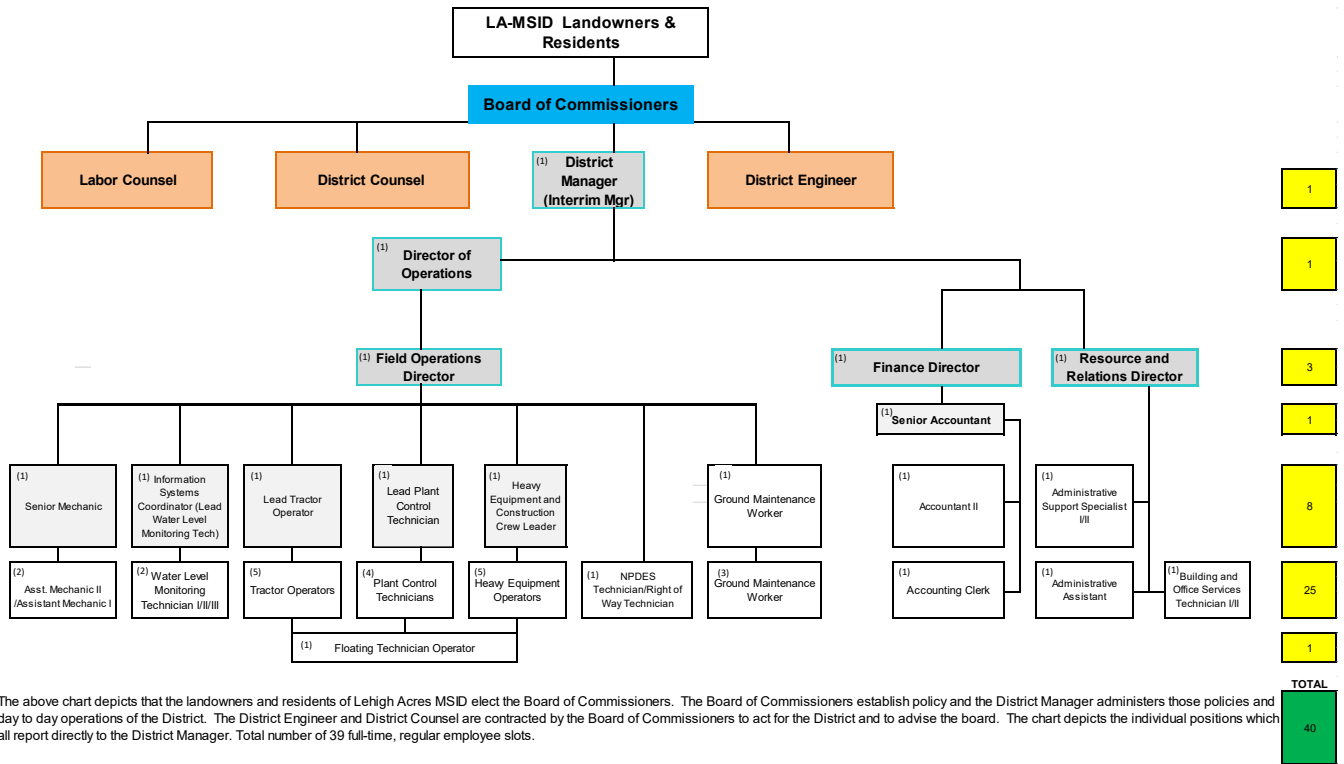 LA-MSID Landowners &
Residents
Board of Commissioners
Labor Counsel
District Counsel
(1) District
Manager
(Interrim Mgr)
District Engineer
1
(1) Director of
Operations
1
(1) Field Operations
Director
(1) Finance Director
(1) Resource and
Relations Director
3
(1) Senior Accountant
1
(1)
Senior Mechanic
(1) Information
Systems
Coordinator (Lead
Water Level
Monitoring Tech)
(1)
Lead Tractor
Operator
(1)
Lead Plant
Control
Technician
(1)
Heavy
Equipment and
Construction
Crew Leader
(1)
Ground Maintenance
Worker
(1)
Accountant II
(1)
Administrative
Support Specialist
I/II
8
(2)
Asst. Mechanic II
/Assistant Mechanic I
(2) Water Level
Monitoring
Technician I/II/III
(5)
Tractor Operators
(4)
Plant Control
Technicians
(5)
Heavy Equipment
Operators
(1) NPDES
Technician/Right of
Way Technician
(3)
Ground Maintenance
Worker
(1)
Accounting Clerk
(1)
Administrative
Assistant
(1) Building and
Office Services
Technician I/II
25
(1) Floating Technician Operator
1
TOTAL
40
The above chart depicts that the landowners and residents of Lehigh Acres MSID elect the Board of Commissioners. The Board of Commissioners establish policy and the District Manager administers those policies and
day to day operations of the District. The District Engineer and District Counsel are contracted by the Board of Commissioners to act for the District and to advise the board. The chart depicts the individual positions which
all report directly to the District Manager. Total number of 39 full-time, regular employee slots.